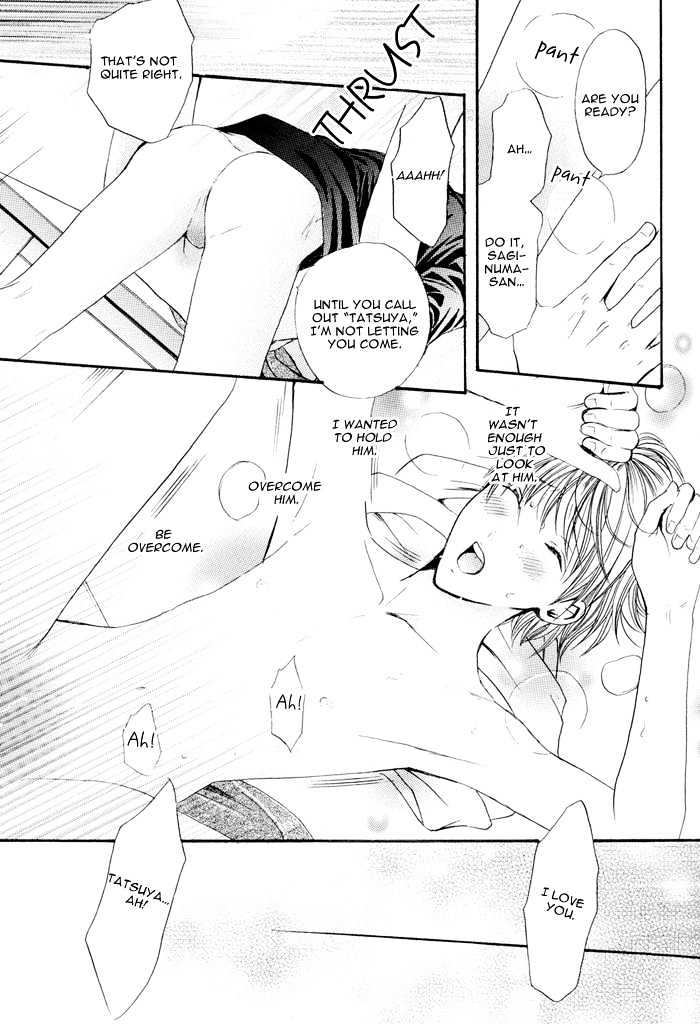 pant
ARE YOU
READY?
AH...
pant
DO IT,
SAGI-
NUMA-
SAN...
THRUST
THAT'S NOT
QUITE RIGHT.
AAAHH!
UNTIL YOU CALL
OUT "TATSUYA,"
I'M NOT LETTING
YOU COME.
IT
WASN'T
ENOUGH
JUST TO
LOOK
AT HIM.
I WANTED
TO HOLD
HIM.
OVERCOME
HIM.
BE
OVERCOME.
Ah!
Ah!
I LOVE
YOU.
TATSUYA...
AH!